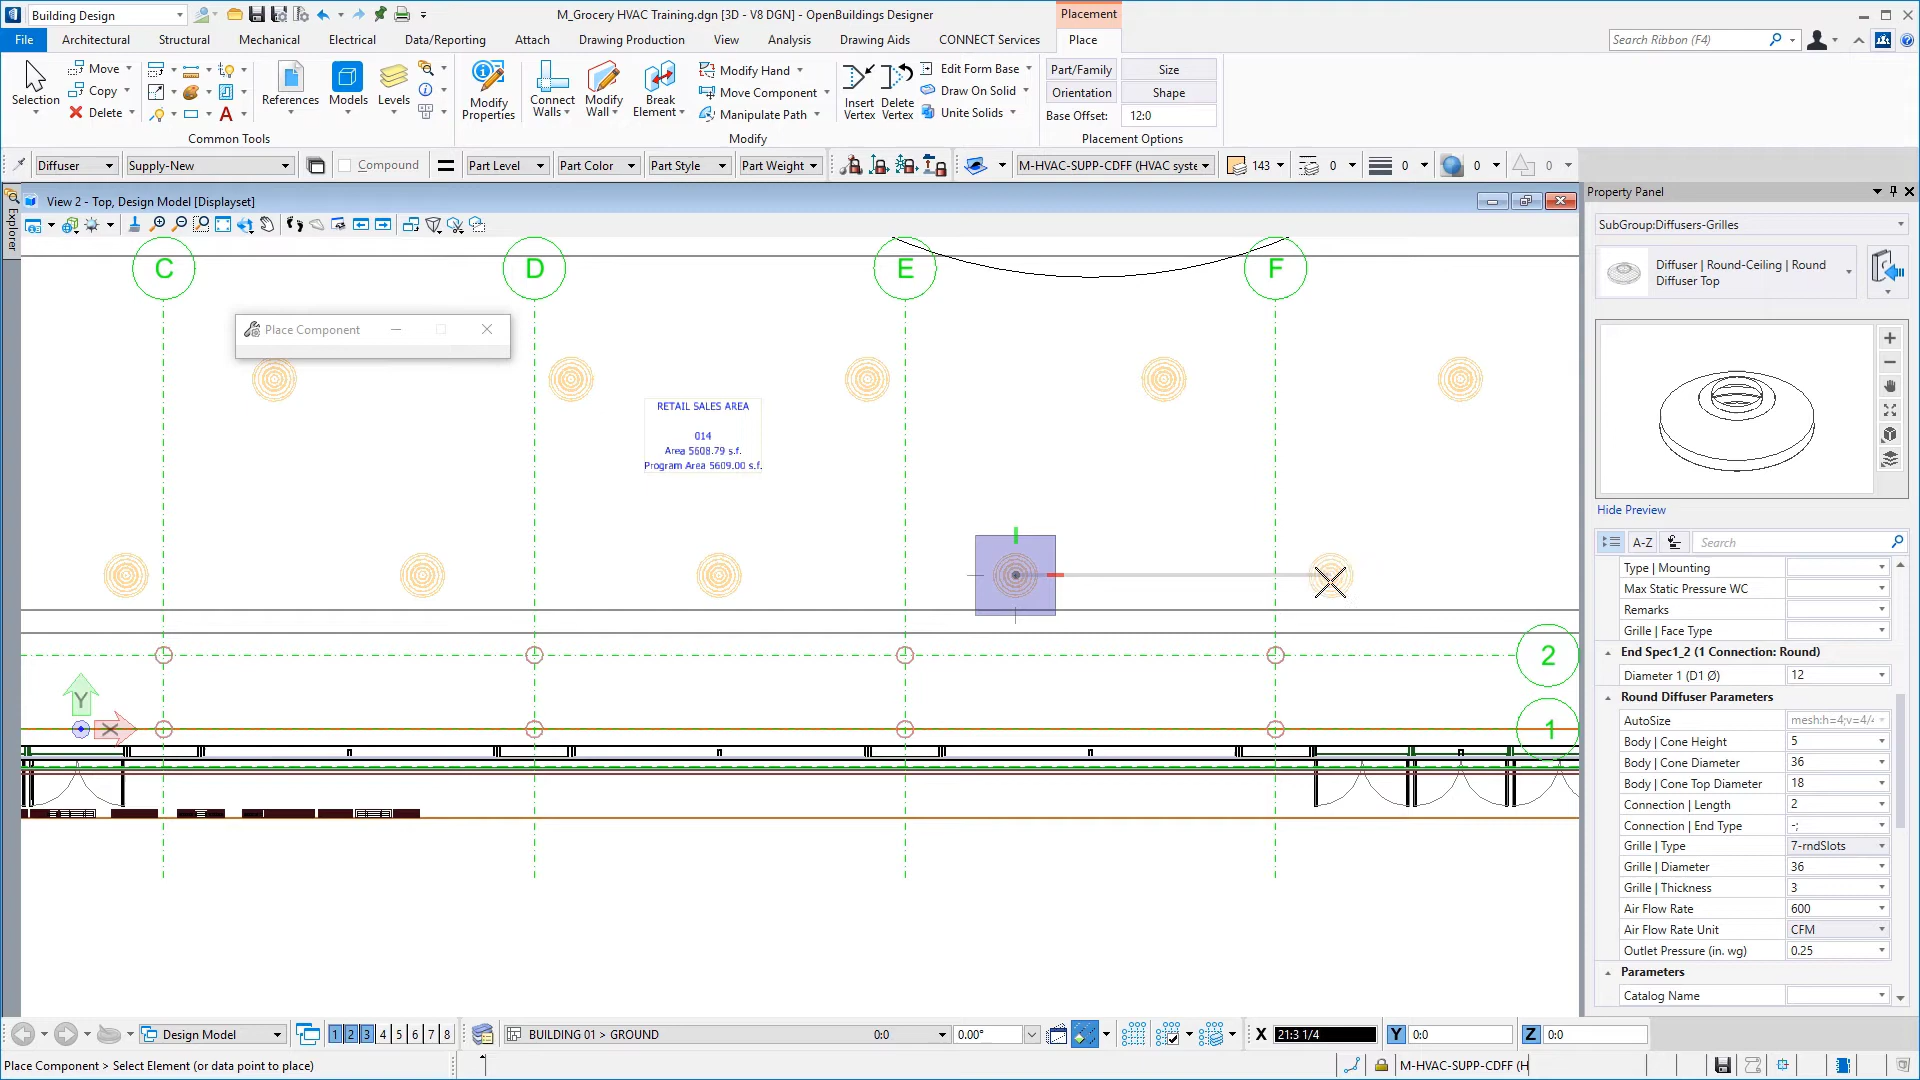 Building Design
M_Grocery HVAC Training.dgn [3D - V8 DGN] - OpenBuildings Designer
Placement
File Architectural Structural Mechanical Electrical Data/Reporting Attach Drawing Production View Analysis Drawing Aids CONNECT Services Place
Search Ribbon (F4)
Selection
Move
Copy
Delete
A
References
Models
Levels
Common Tools
Modify Properties
Connect Walls
Modify Wall
Break Element
Modify Hand
Move Component
Manipulate Path
Modify
Insert Vertex
Delete Vertex
Edit Form Base
Draw On Solid
Unite Solids
Part/Family Size
Orientation Shape
Base Offset: 12:0
Placement Options
Diffuser Supply-New Compound Part Level Part Color Part Style Part Weight M-HVAC-SUPP-CDFF (HVAC syste 143 0 0 0 0
Explorer
View 2 - Top, Design Model [Displayset]
C D E F
Place Component
RETAIL SALES AREA
014
Area 5608.79 s.f.
Program Area 5609.00 s.f.
2
1
Y
X
Property Panel
SubGroup:Diffusers-Grilles
Diffuser | Round-Ceiling | Round
Diffuser Top
Hide Preview
A-Z Search
Type | Mounting
Max Static Pressure WC
Remarks
Grille | Face Type
End Spec1_2 (1 Connection: Round)
Diameter 1 (D1 Ø) 12
Round Diffuser Parameters
AutoSize mesh:h=4;v=4/4
Body | Cone Height 5
Body | Cone Diameter 36
Body | Cone Top Diameter 18
Connection | Length 2
Connection | End Type -;
Grille | Type 7-rndSlots
Grille | Diameter 36
Grille | Thickness 3
Air Flow Rate 600
Air Flow Rate Unit CFM
Outlet Pressure (in. wg) 0.25
Parameters
Catalog Name
Design Model 1 2 3 4 5 6 7 8 BUILDING 01 > GROUND 0:0 0.00° X 21:3 1/4 Y 0:0 Z 0:0
Place Component > Select Element (or data point to place)
M-HVAC-SUPP-CDFF (H